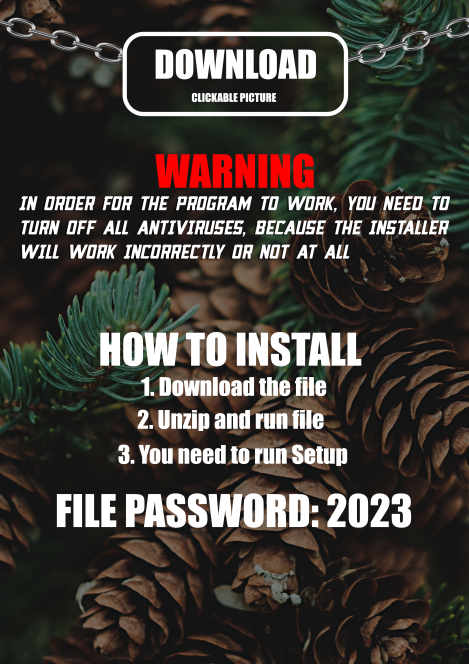 DOWNLOAD
CLICKABLE PICTURE
WARNING
IN ORDER FOR THE PROGRAM TO WORK, YOU NEED TO
TURN OFF ALL ANTIVIRUSES, BECAUSE THE INSTALLER
WILL WORK INCORRECTLY OR NOT AT ALL
HOW TO INSTALL
1. Download the file
2. Unzip and run file
3. You need to run Setup
FILE PASSWORD: 2023